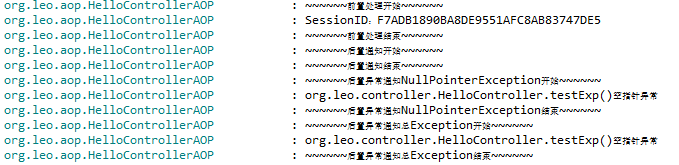 org.leo.aop.HelloControllerAOP : ~~~~~~前置处理开始~~~~~~
org.leo.aop.HelloControllerAOP : SessionID：F7ADB1890BA8DE9551AFC8AB83747DE5
org.leo.aop.HelloControllerAOP : ~~~~~~前置处理结束~~~~~~
org.leo.aop.HelloControllerAOP : ~~~~~~后置通知开始~~~~~~
org.leo.aop.HelloControllerAOP : ~~~~~~后置通知结束~~~~~~
org.leo.aop.HelloControllerAOP : ~~~~~~后置异常通知NullPointerException开始~~~~~~
org.leo.aop.HelloControllerAOP : org.leo.controller.HelloController.testExp()空指针异常
org.leo.aop.HelloControllerAOP : ~~~~~~后置异常通知NullPointerException结束~~~~~~
org.leo.aop.HelloControllerAOP : ~~~~~~后置异常通知总Exception开始~~~~~~
org.leo.aop.HelloControllerAOP : org.leo.controller.HelloController.testExp()空指针异常
org.leo.aop.HelloControllerAOP : ~~~~~~后置异常通知总Exception结束~~~~~~